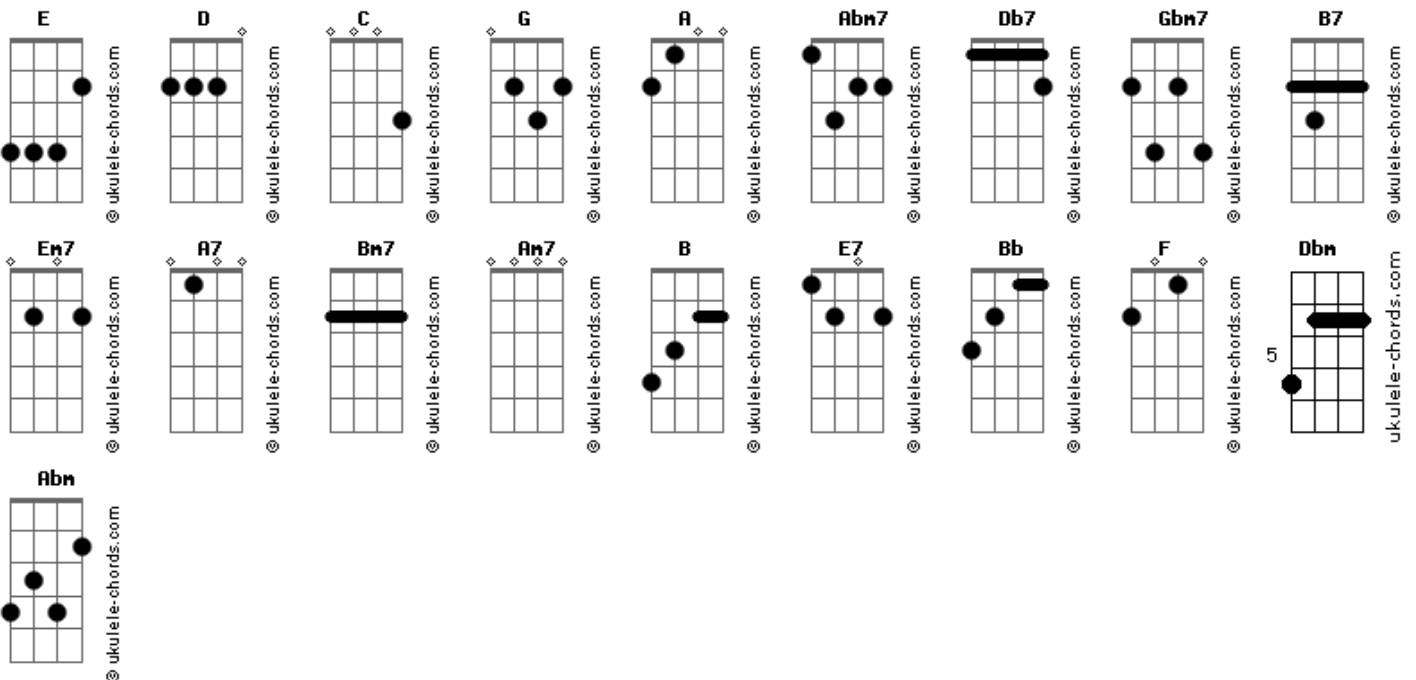 E D C G A Abm7 Db7 Gbm7 B7
© ukulele-chords.com © ukulele-chords.com © ukulele-chords.com © ukulele-chords.com © ukulele-chords.com © ukulele-chords.com © ukulele-chords.com © ukulele-chords.com © ukulele-chords.com
Em7 A7 Bm7 Am7 B E7 Bb F Dbm
© ukulele-chords.com © ukulele-chords.com © ukulele-chords.com © ukulele-chords.com © ukulele-chords.com © ukulele-chords.com © ukulele-chords.com © ukulele-chords.com 5 ukulele-chords.com
Abm
© ukulele-chords.com